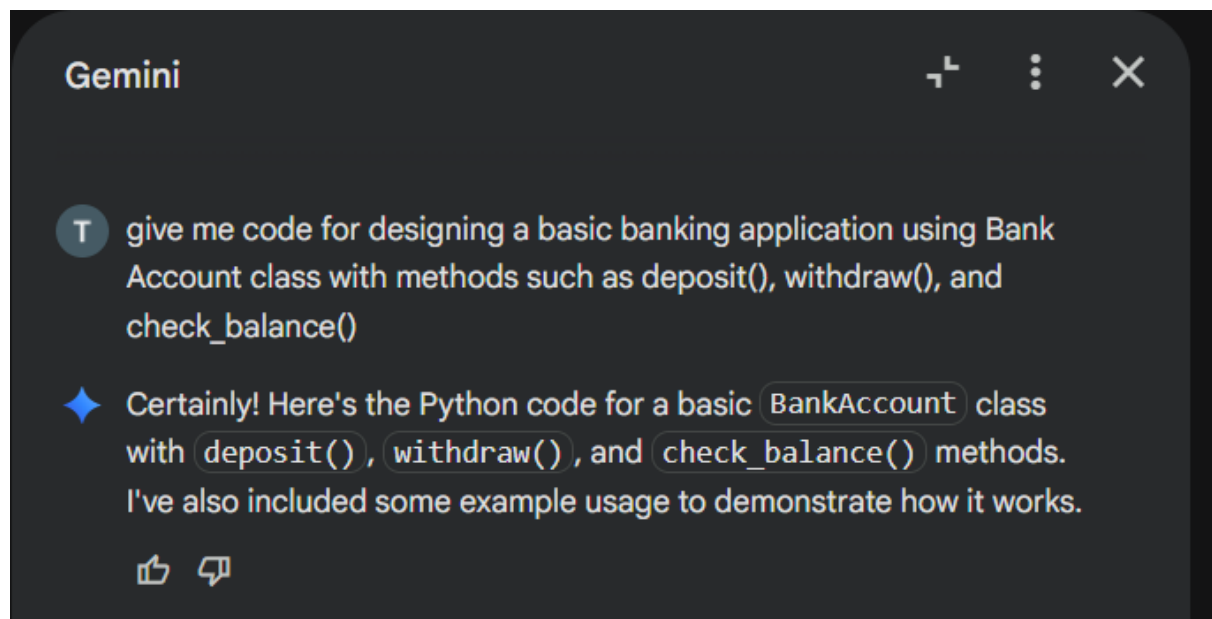 Gemini
T
give me code for designing a basic banking application using Bank
Account class with methods such as deposit(), withdraw(), and
check_balance()
Certainly! Here's the Python code for a basic BankAccount class
with deposit(), withdraw(), and check_balance() methods.
I've also included some example usage to demonstrate how it works.